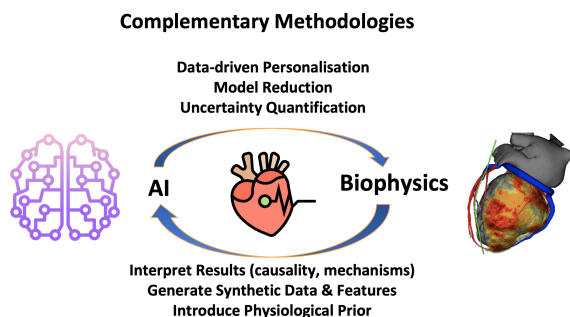 Complementary Methodologies
Data-driven Personalisation
Model Reduction
Uncertainty Quantification
AI
Biophysics
Interpret Results (causality, mechanisms)
Generate Synthetic Data & Features
Introduce Physiological Prior